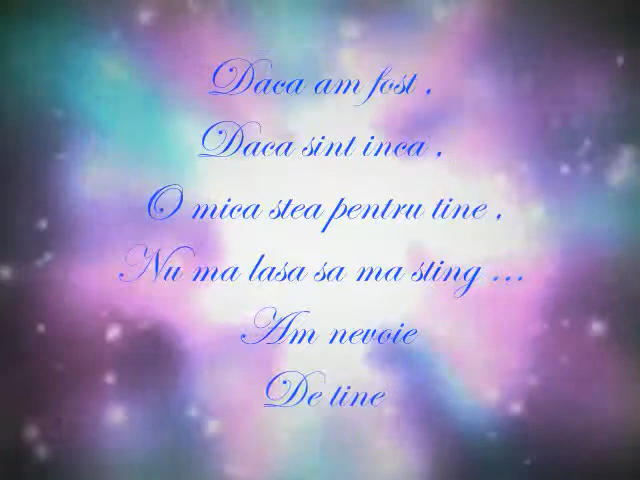 Daca am fost .
Daca sint inca .
O mica stea pentru tine .
Nu ma lasa sa ma sting ...
Am nevoie
De tine